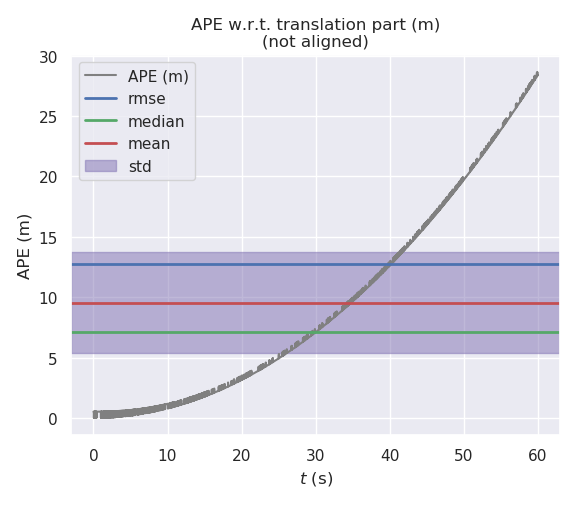 APE w.r.t. translation part (m)
(not aligned)
APE (m)
rmse
median
mean
std
APE (m)
30
25
20
15
10
5
0
0 10 20 30 40 50 60
t (s)